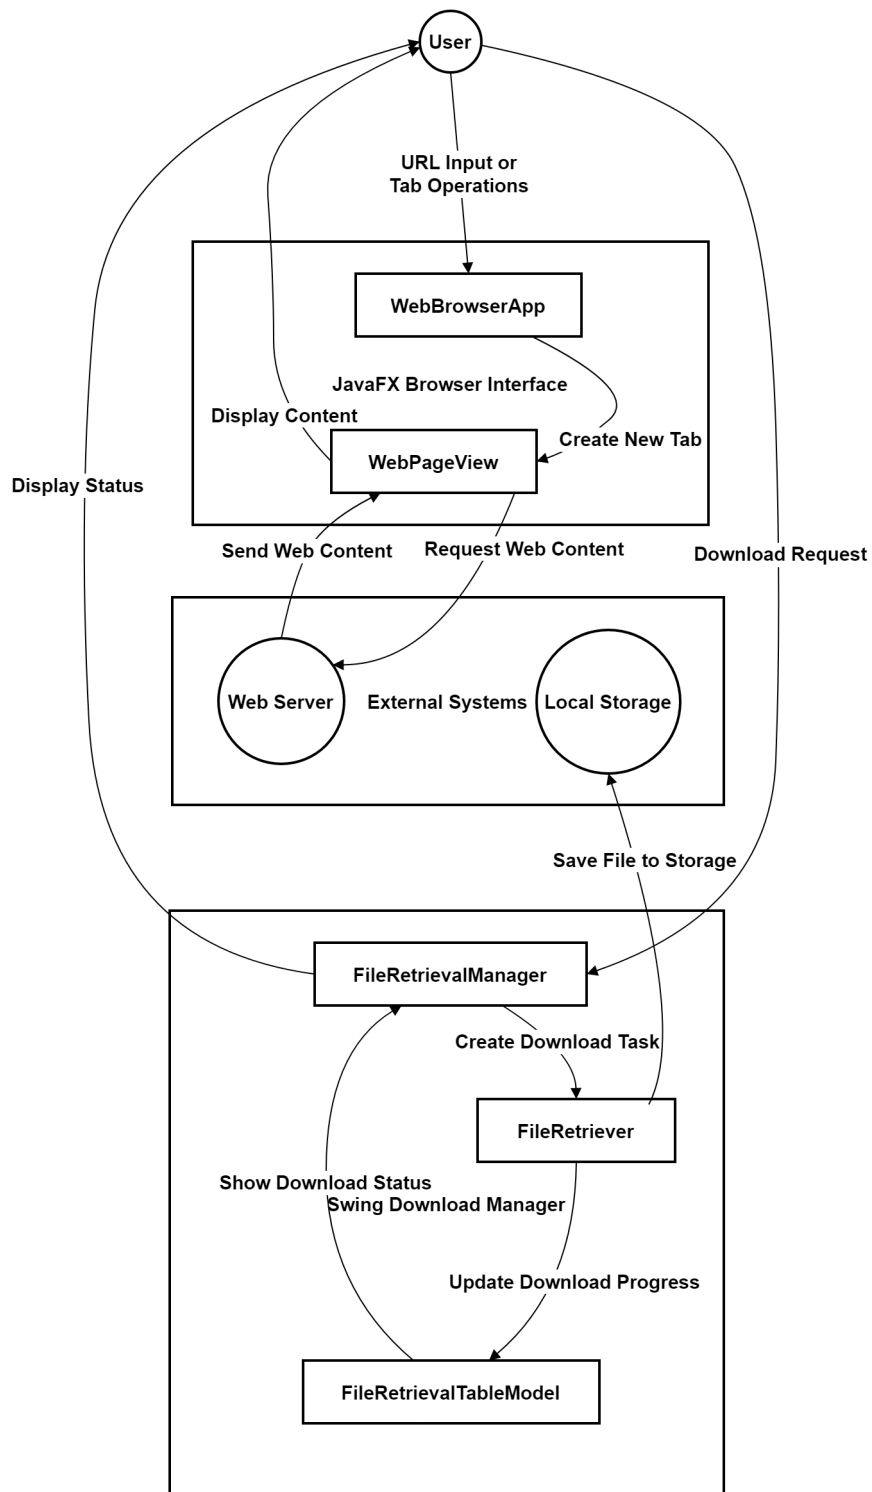 User
URL Input or
Tab Operations
WebBrowserApp
JavaFX Browser Interface
Display Content
Create New Tab
WebPageView
Display Status
Send Web Content
Request Web Content
Download Request
Web Server
External Systems
Local Storage
Save File to Storage
FileRetrievalManager
Create Download Task
FileRetriever
Show Download Status
Swing Download Manager
Update Download Progress
FileRetrievalTableModel